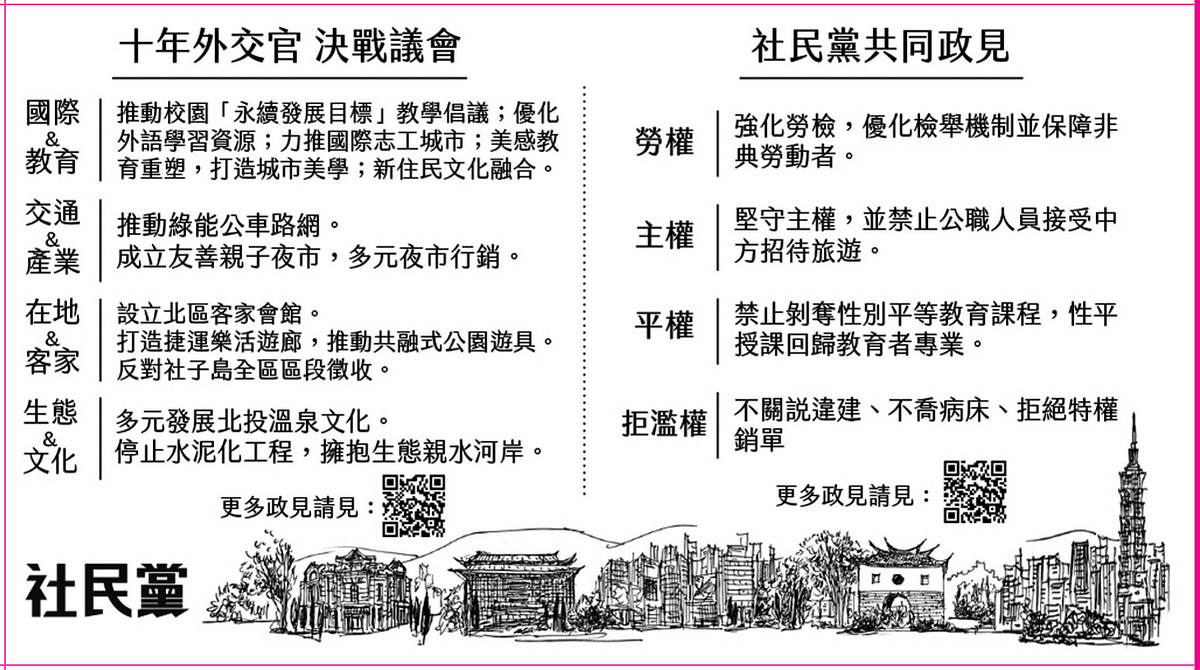 十年外交官 決戰議會
國際
&
教育
推動校園「永續發展目標」教學倡議；優化
外語學習資源；力推國際志工城市；美感教
育重塑，打造城市美學；新住民文化融合。
交通
&
產業
推動綠能公車路網。
成立友善親子夜市，多元夜市行銷。
在地
&
客家
設立北區客家會館。
打造捷運樂活遊廊，推動共融式公園遊具。
反對社子島全區區段徵收。
生態
&
文化
多元發展北投溫泉文化。
停止水泥化工程，擁抱生態親水河岸。
更多政見請見：
社民黨共同政見
勞權
強化勞檢，優化檢舉機制並保障非
典勞動者。
主權
堅守主權，並禁止公職人員接受中
方招待旅遊。
平權
禁止剝奪性別平等教育課程，性平
授課回歸教育者專業。
拒濫權
不關說違建、不喬病床、拒絕特權
銷單
更多政見請見：
社民黨